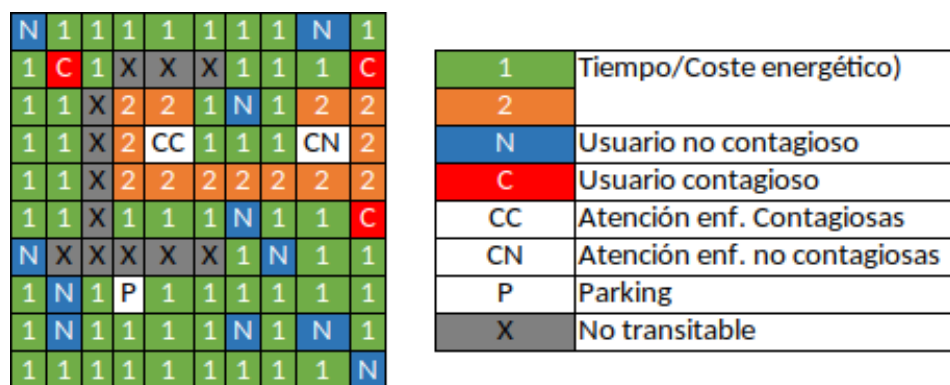 N 1 1 1 1 1 1 1 N 1
1 C 1 X X X 1 1 1 C
1 1 X 2 2 1 N 1 2 2
1 1 X 2 CC 1 1 1 CN 2
1 1 X 2 2 2 2 2 2 2
1 1 X 1 1 1 N 1 1 C
N X X X X X 1 N 1 1
1 N 1 P 1 1 1 1 1 1
1 N 1 1 1 1 N 1 N 1
1 1 1 1 1 1 1 1 1 N
1 Tiempo/Coste energético)
2
N Usuario no contagioso
C Usuario contagioso
CC Atención enf. Contagiosas
CN Atención enf. no contagiosas
P Parking
X No transitable